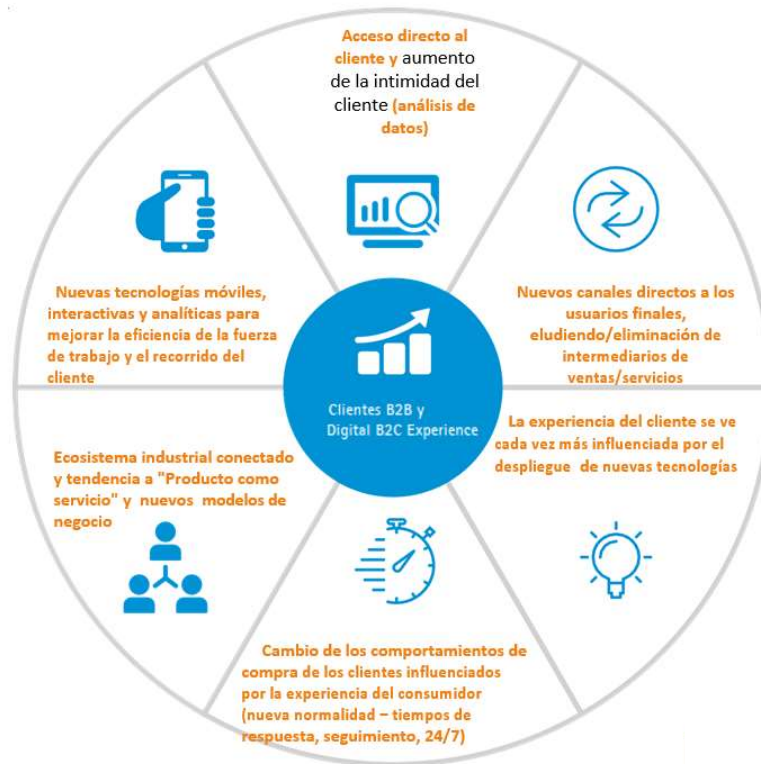 Acceso directo al
cliente y aumento
de la intimidad del
cliente (análisis de
datos)
Nuevas tecnologías móviles,
interactivas y analíticas para
mejorar la eficiencia de la fuerza
de trabajo y el recorrido del
cliente
Nuevos canales directos a los
usuarios finales,
eludiendo/eliminación de
intermediarios de
ventas/servicios
Clientes B2B y
Digital B2C Experience
La experiencia del cliente se ve
cada vez más influenciada por el
despliegue de nuevas tecnologías
Ecosistema industrial conectado
y tendencia a "Producto como
servicio" y nuevos modelos de
negocio
Cambio de los comportamientos de
compra de los clientes influenciados
por la experiencia del consumidor
(nueva normalidad – tiempos de
respuesta, seguimiento, 24/7)